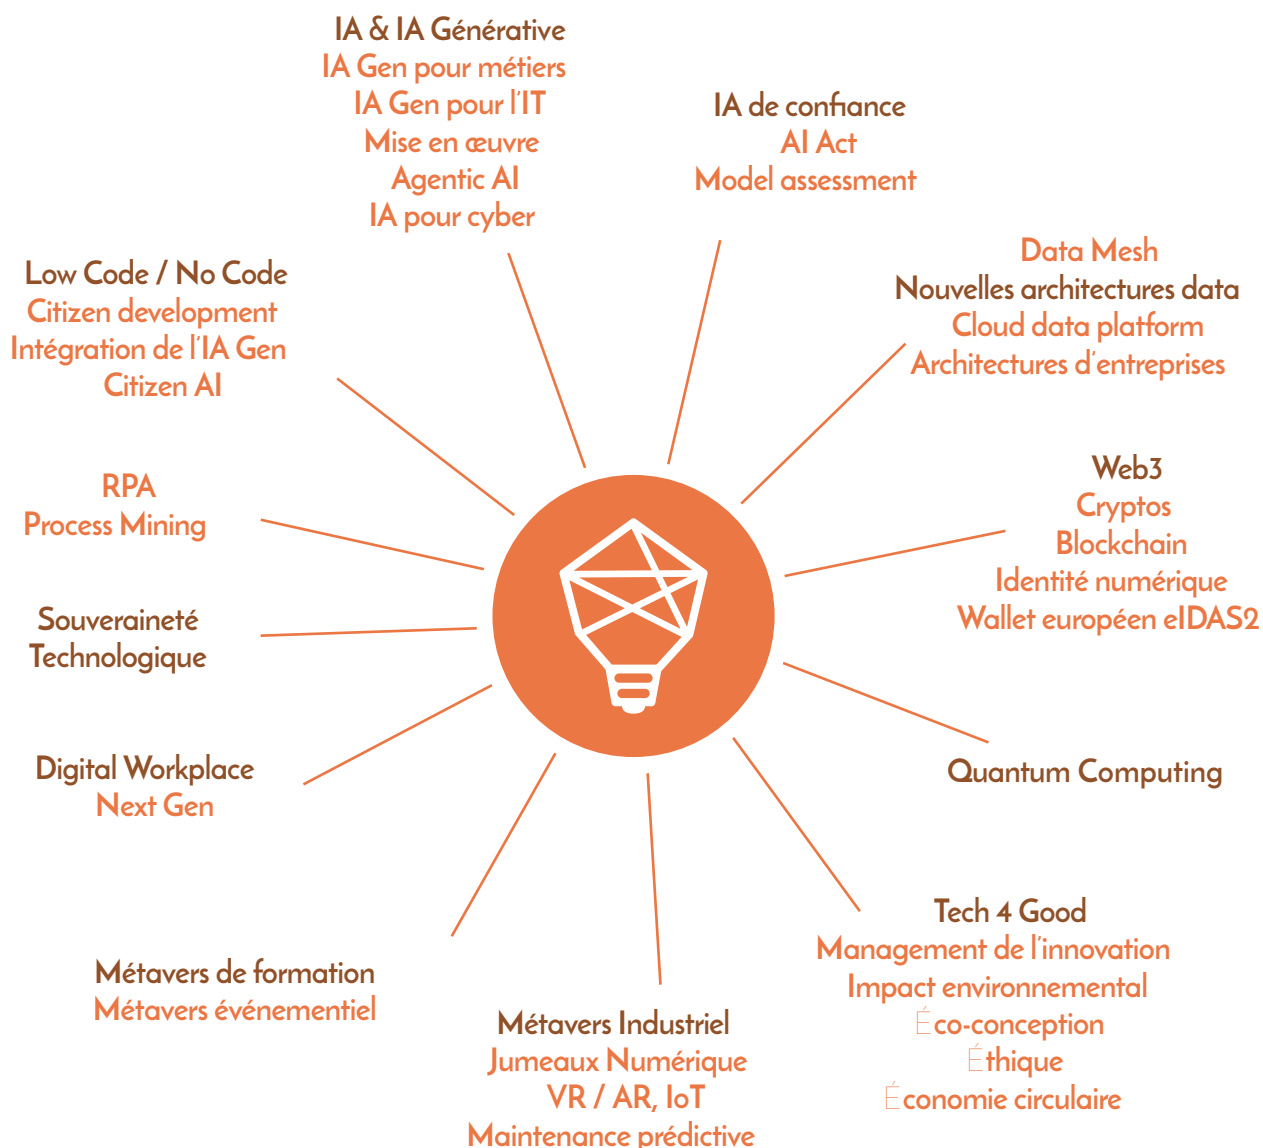 IA & IA Générative
IA Gen pour métiers
IA Gen pour l'IT
Mise en œuvre
Agentic AI
IA pour cyber
IA de confiance
AI Act
Model assessment
Data Mesh
Nouvelles architectures data
Cloud data platform
Architectures d'entreprises
Web3
Cryptos
Blockchain
Identité numérique
Wallet européen eIDAS2
Quantum Computing
Tech 4 Good
Management de l'innovation
Impact environnemental
Éco-conception
Éthique
Économie circulaire
Métavers Industriel
Jumeaux Numérique
VR / AR, IoT
Maintenance prédictive
Métavers de formation
Métavers événementiel
Digital Workplace
Next Gen
Souveraineté
Technologique
RPA
Process Mining
Low Code / No Code
Citizen development
Intégration de l'IA Gen
Citizen AI